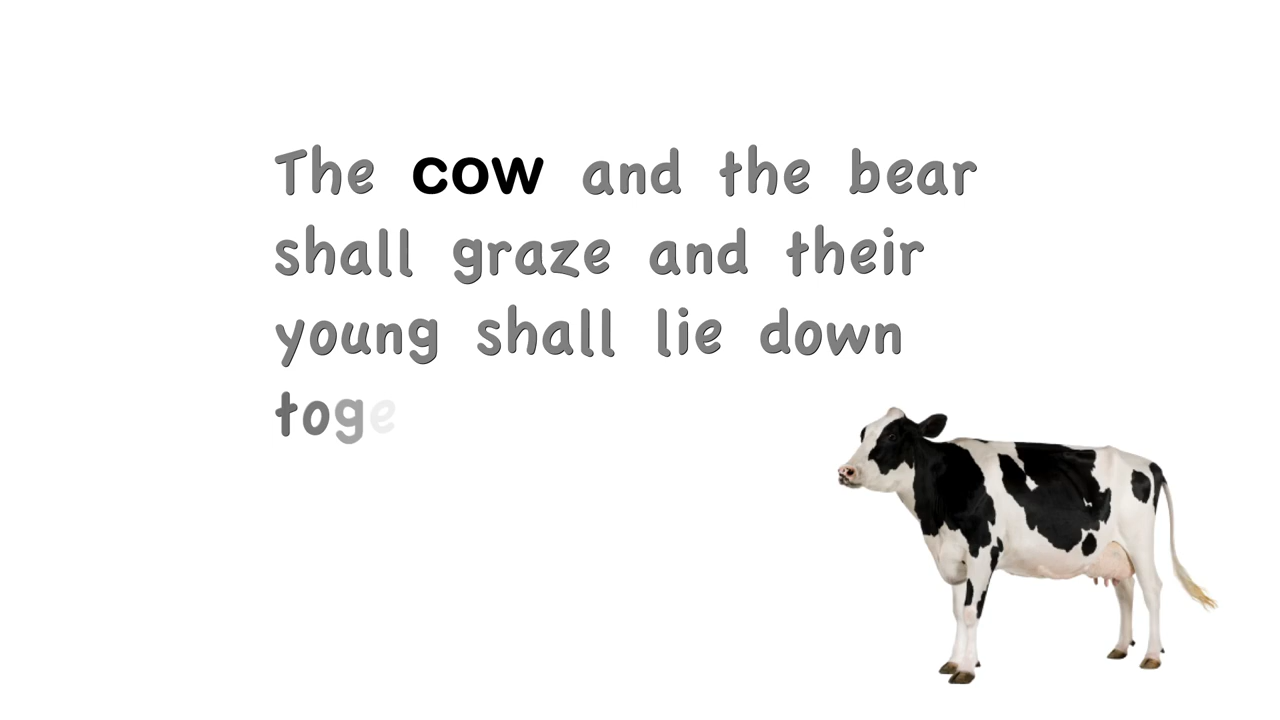 The cow and the bear
shall graze and their
young shall lie down
toge